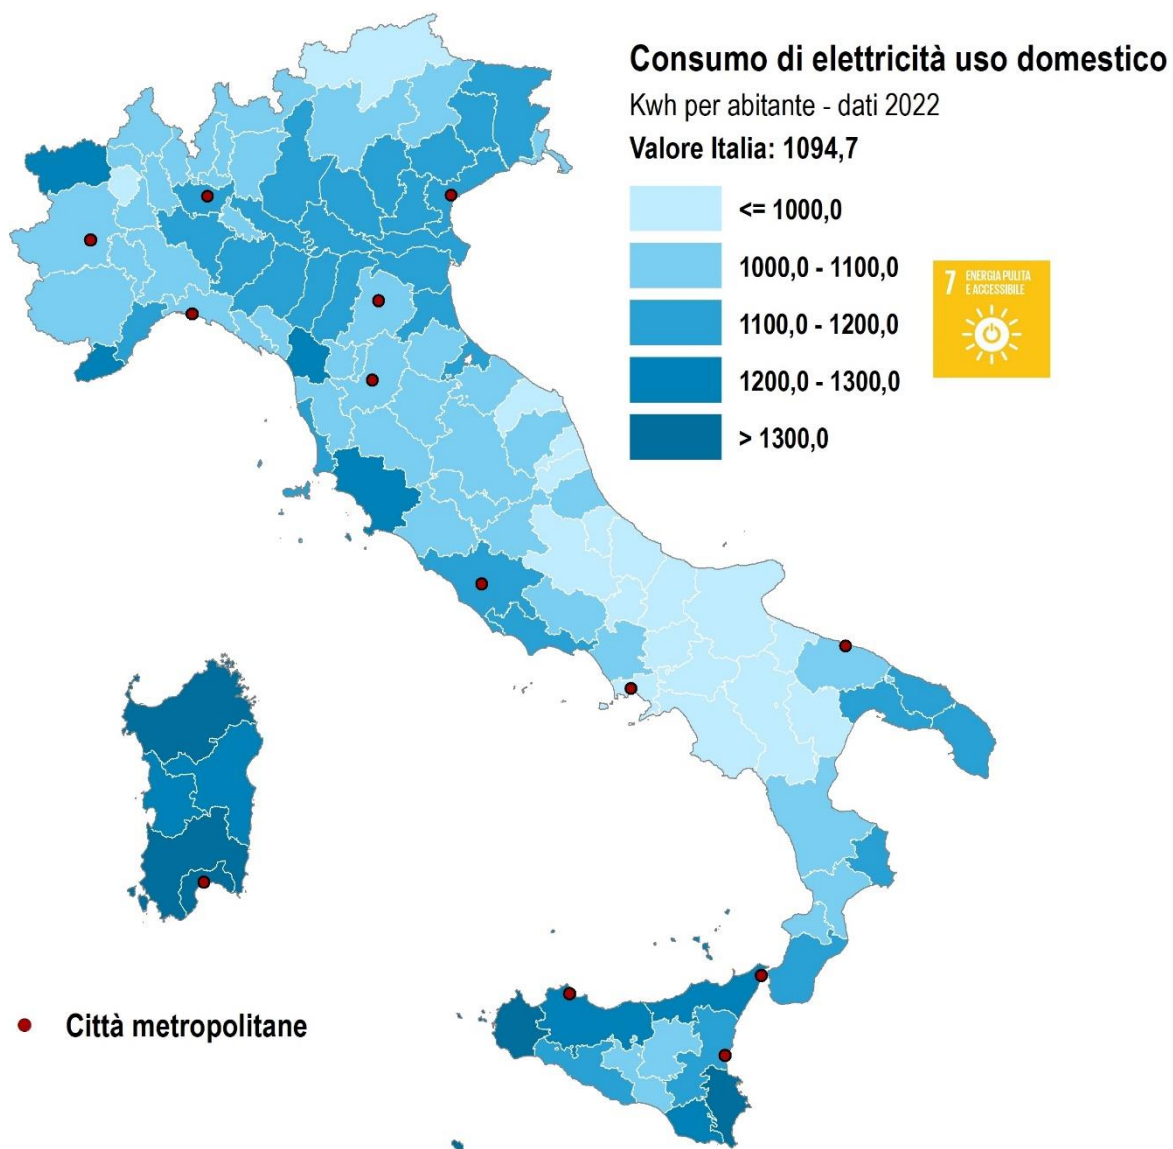 Consumo di elettricità uso domestico
Kwh per abitante - dati 2022
Valore Italia: 1094,7
<= 1000,0
1000,0 - 1100,0
1100,0 - 1200,0
1200,0 - 1300,0
> 1300,0
7 ENERGIA PULITA
E ACCESSIBILE
Città metropolitane